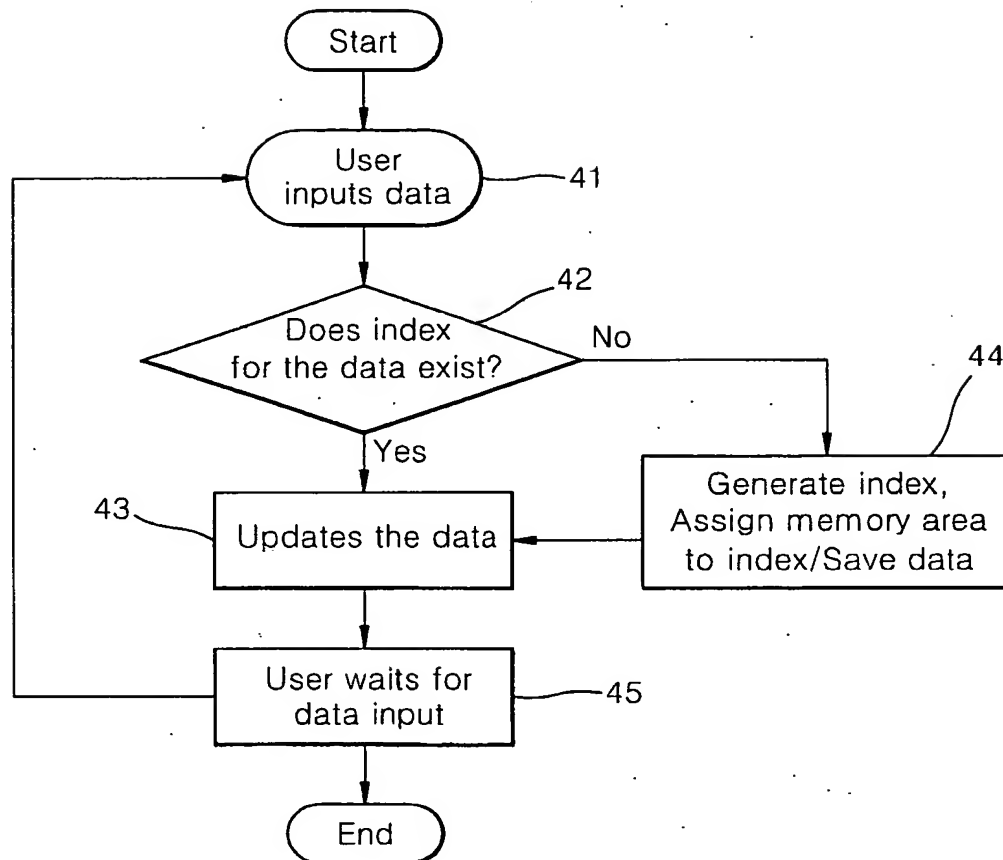 Start
User
inputs data
41
42
Does index
for the data exist?
No
44
Yes
Generate index,
Assign memory area
to index/Save data
43
Updates the data
User waits for
data input
45
End